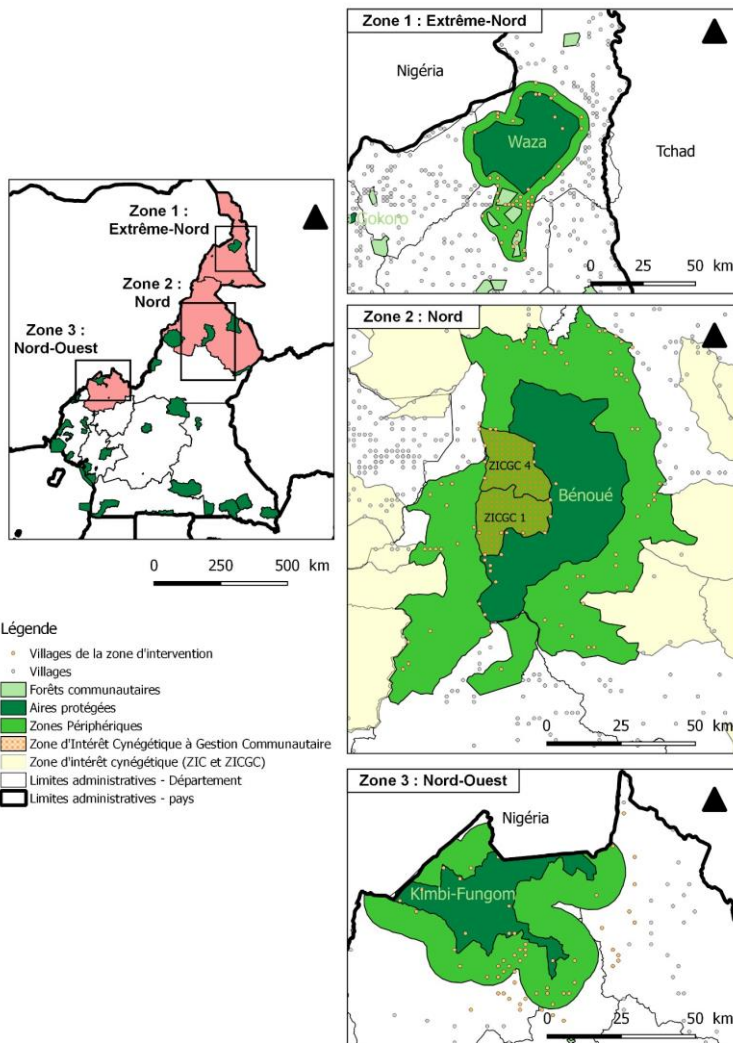 Zone 1 :
Extrême-Nord
Zone 2 :
Nord
Zone 3 :
Nord-Ouest
0 250 500 km
Légende
Villages de la zone d'intervention
Villages
Forêts communautaires
Aires protégées
Zones Périphériques
Zone d'Intérêt Cynégétique à Gestion Communautaire
Zone d'intérêt cynégétique (ZIC et ZICGC)
Limites administratives - Département
Limites administratives - pays
Zone 1 : Extrême-Nord
Nigéria
Waza
Tchad
0 25 50 km
Zone 2 : Nord
ZICGC 4
Bénoué
ZICGC 1
0 25 50 km
Zone 3 : Nord-Ouest
Nigéria
KImbi-Fungom
0 25 50 km